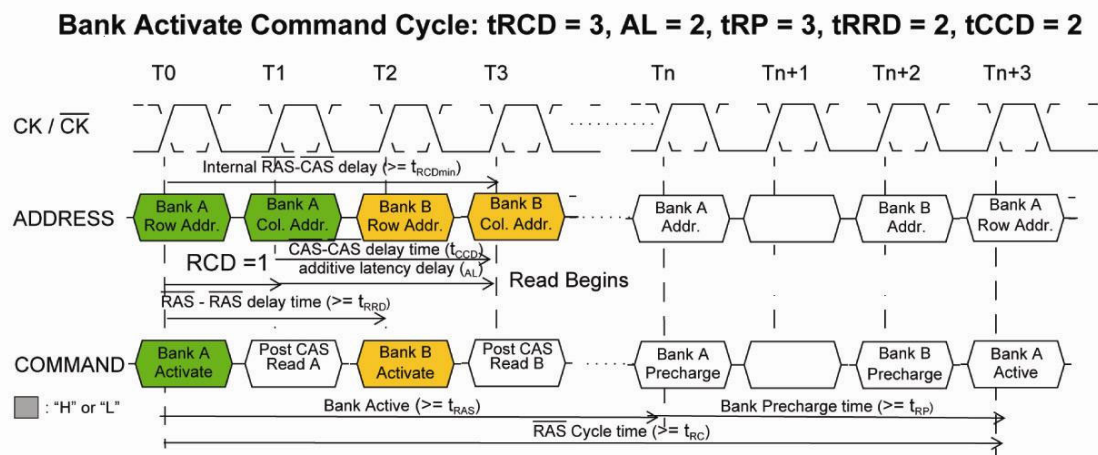 Bank Activate Command Cycle: tRCD = 3, AL = 2, tRP = 3, tRRD = 2, tCCD = 2
T0 T1 T2 T3 Tn Tn+1 Tn+2 Tn+3
CK / CK
Internal RAS-CAS delay (>= tRCDmin)
ADDRESS
Bank A
Row Addr.
Bank A
Col. Addr.
Bank B
Row Addr.
Bank B
Col. Addr.
Bank A
Addr.
Bank B
Addr.
Bank A
Row Addr.
CAS-CAS delay time (tCCD)
RCD =1
additive latency delay (AL)
Read Begins
RAS - RAS delay time (>= tRRD)
COMMAND
Bank A
Activate
Post CAS
Read A
Bank B
Activate
Post CAS
Read B
Bank A
Precharge
Bank B
Precharge
Bank A
Active
: “H” or “L”
Bank Active (>= tRAS)
Bank Precharge time (>= tRP)
RAS Cycle time (>= tRC)